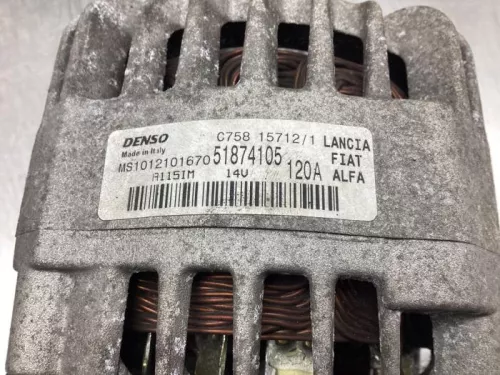 DENSO C758 15712/1 LANCIA
Made in Italy FIAT
MS1012101670 51874105 120A ALFA
A115IM 14V